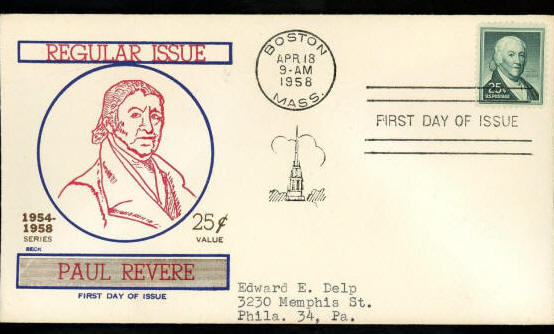 REGULAR ISSUE
1954-
1958
SERIES
BECK
25¢
VALUE
PAUL REVERE
FIRST DAY OF ISSUE
BOSTON
APR 18
9-AM
1958
MASS.
25¢
U.S. POSTAGE
FIRST DAY OF ISSUE
Edward E. Delp
3230 Memphis St.
Phila. 34, Pa.